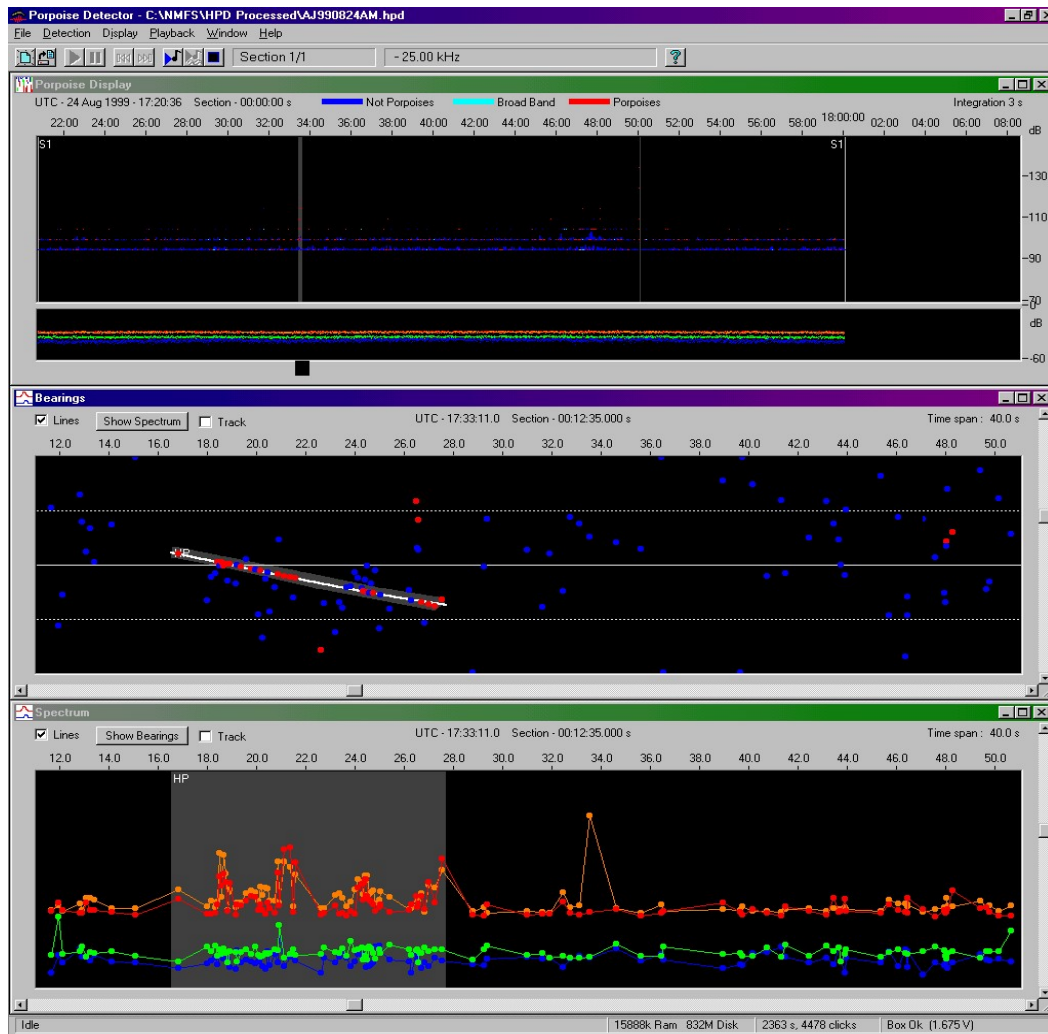 Porpoise Detector - C:\NMFS\HPD Processed\AJ990824AM.hpd
File Detection Display Playback Window Help
Section 1/1 - 25.00 kHz
Porpoise Display
UTC - 24 Aug 1999 - 17:20:36 Section - 00:00:00 s Not Porpoises Broad Band Porpoises Integration 3 s
22:00 24:00 26:00 28:00 30:00 32:00 34:00 36:00 38:00 40:00 42:00 44:00 46:00 48:00 50:00 52:00 54:00 56:00 58:00 18:00:00 02:00 04:00 06:00 08:00
dB
S1 S1
-130
-110
-90
-70
-0
dB
-60
Bearings
Lines Show Spectrum Track UTC - 17:33:11.0 Section - 00:12:35.000 s Time span : 40.0 s
12.0 14.0 16.0 18.0 20.0 22.0 24.0 26.0 28.0 30.0 32.0 34.0 36.0 38.0 40.0 42.0 44.0 46.0 48.0 50.0
HP
Spectrum
Lines Show Bearings Track UTC - 17:33:11.0 Section - 00:12:35.000 s Time span : 40.0 s
12.0 14.0 16.0 18.0 20.0 22.0 24.0 26.0 28.0 30.0 32.0 34.0 36.0 38.0 40.0 42.0 44.0 46.0 48.0 50.0
HP
Idle 15888k Ram 832M Disk 2363 s, 4478 clicks Box Ok (1.675 V)